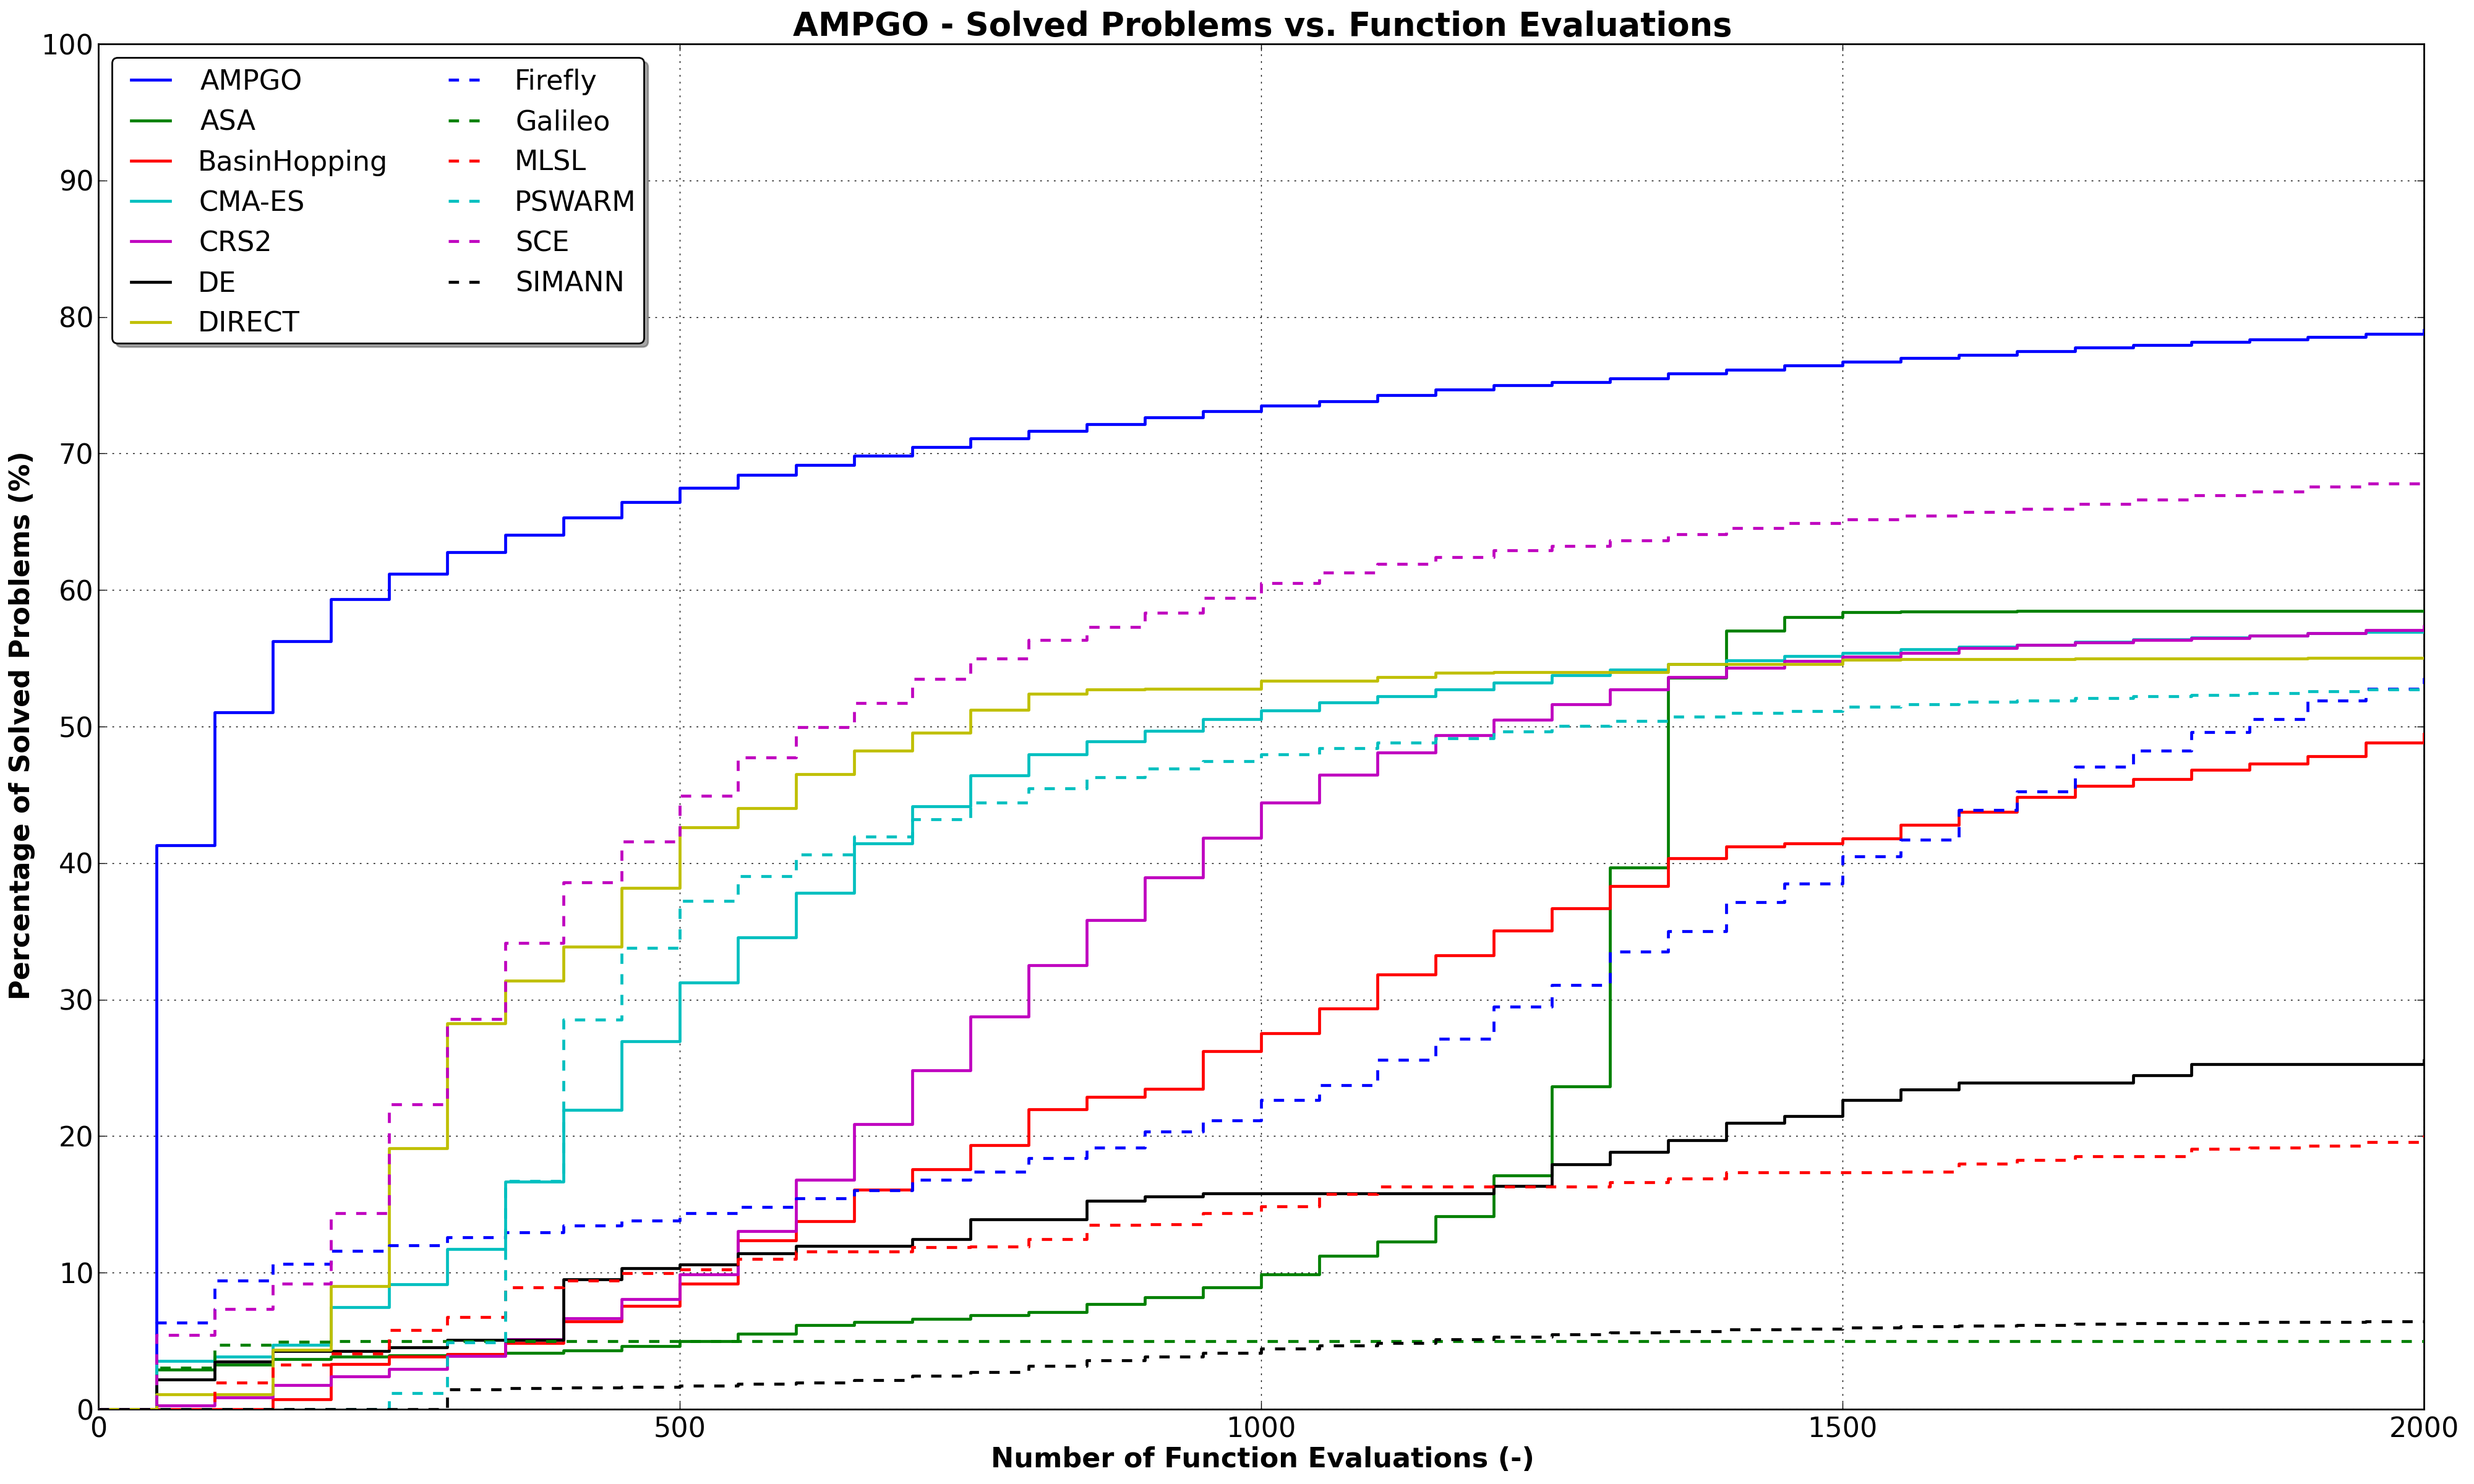 AMPGO - Solved Problems vs. Function Evaluations
Percentage of Solved Problems (%)
100
90
80
70
60
50
40
30
20
10
0
AMPGO
ASA
BasinHopping
CMA-ES
CRS2
DE
DIRECT
Firefly
Galileo
MLSL
PSWARM
SCE
SIMANN
0
500
1000
1500
2000
Number of Function Evaluations (-)